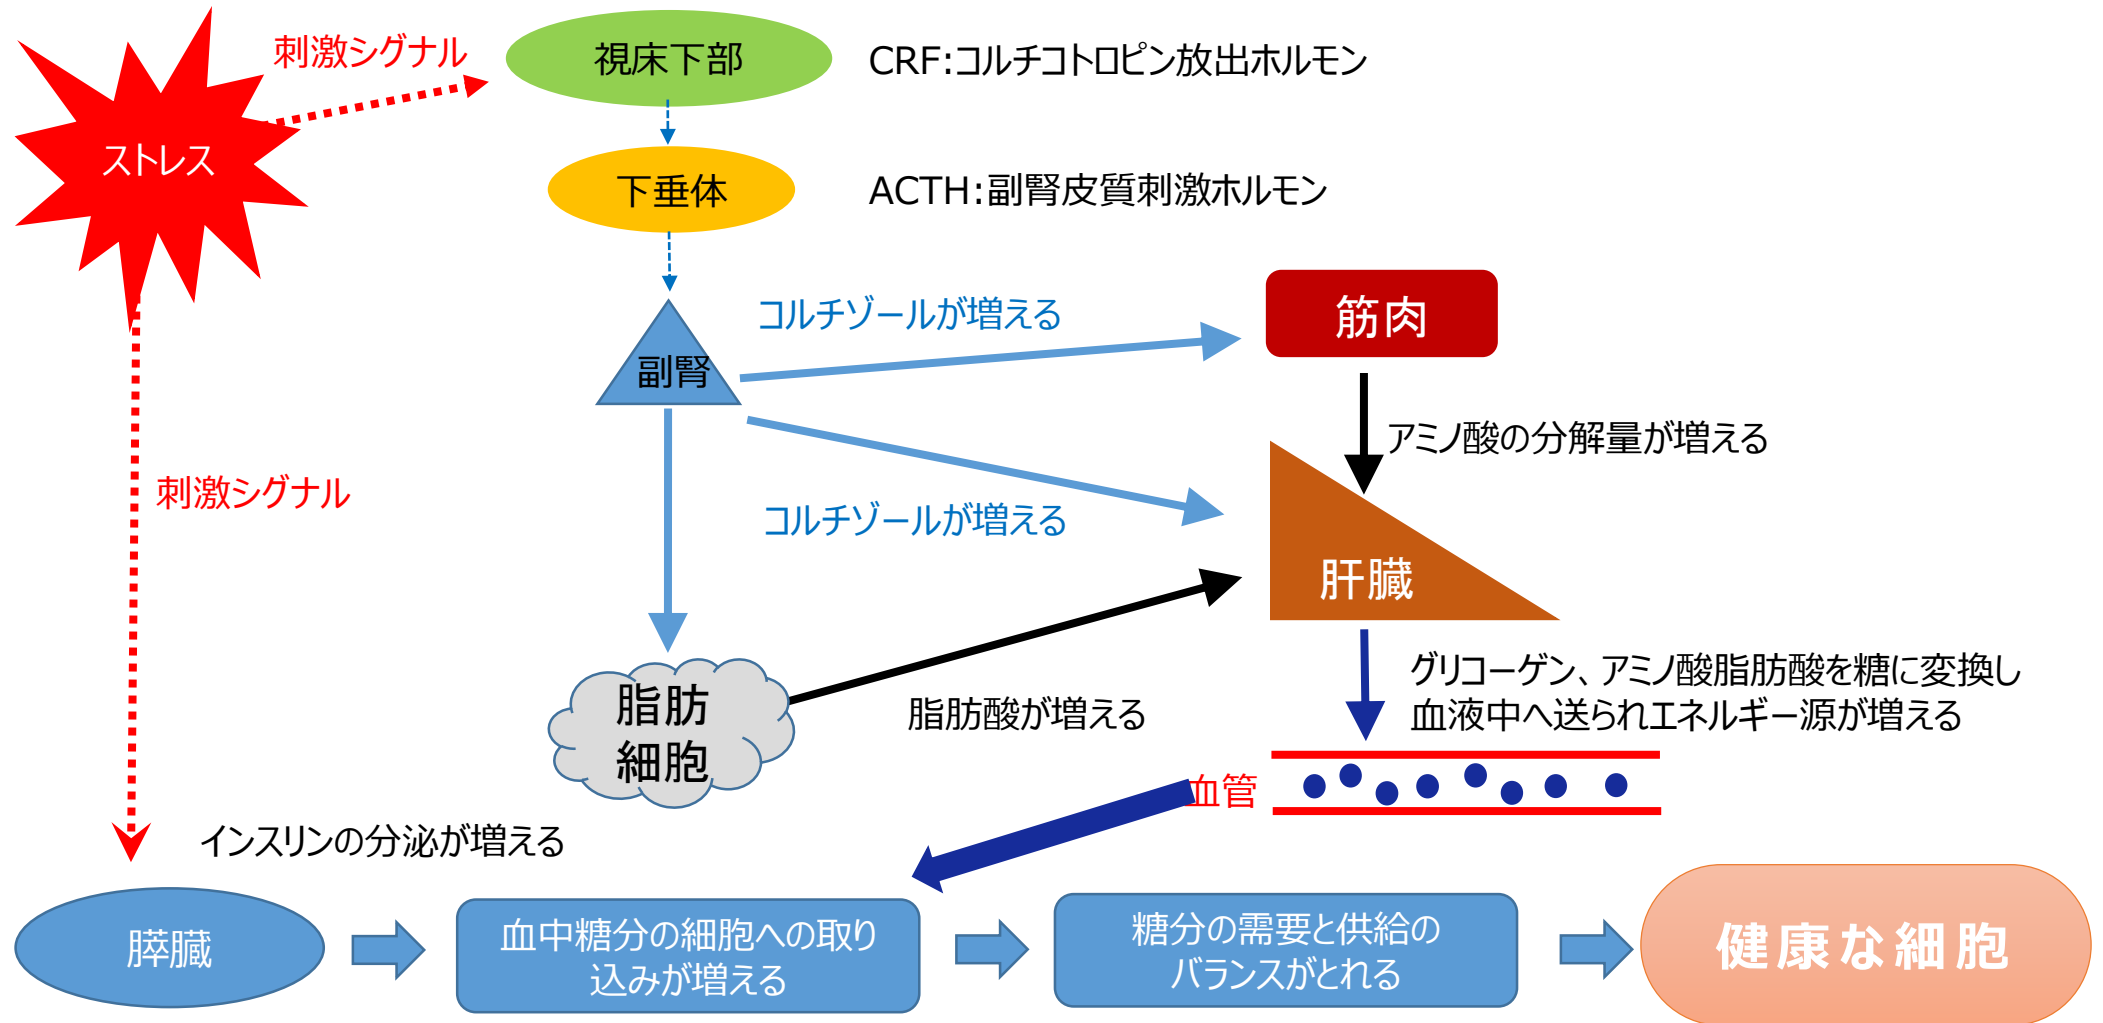 刺激シグナル
視床下部
CRF:コルチコトロピン放出ホルモン
ストレス
下垂体
ACTH:副腎皮質刺激ホルモン
コルチゾールが増える
筋肉
副腎
アミノ酸の分解量が増える
刺激シグナル
コルチゾールが増える
肝臓
脂肪
細胞
脂肪酸が増える
グリコーゲン、アミノ酸脂肪酸を糖に変換し
血液中へ送られエネルギー源が増える
血管
インスリンの分泌が増える
膵臓
血中糖分の細胞への取り
込みが増える
糖分の需要と供給の
バランスがとれる
健康な細胞